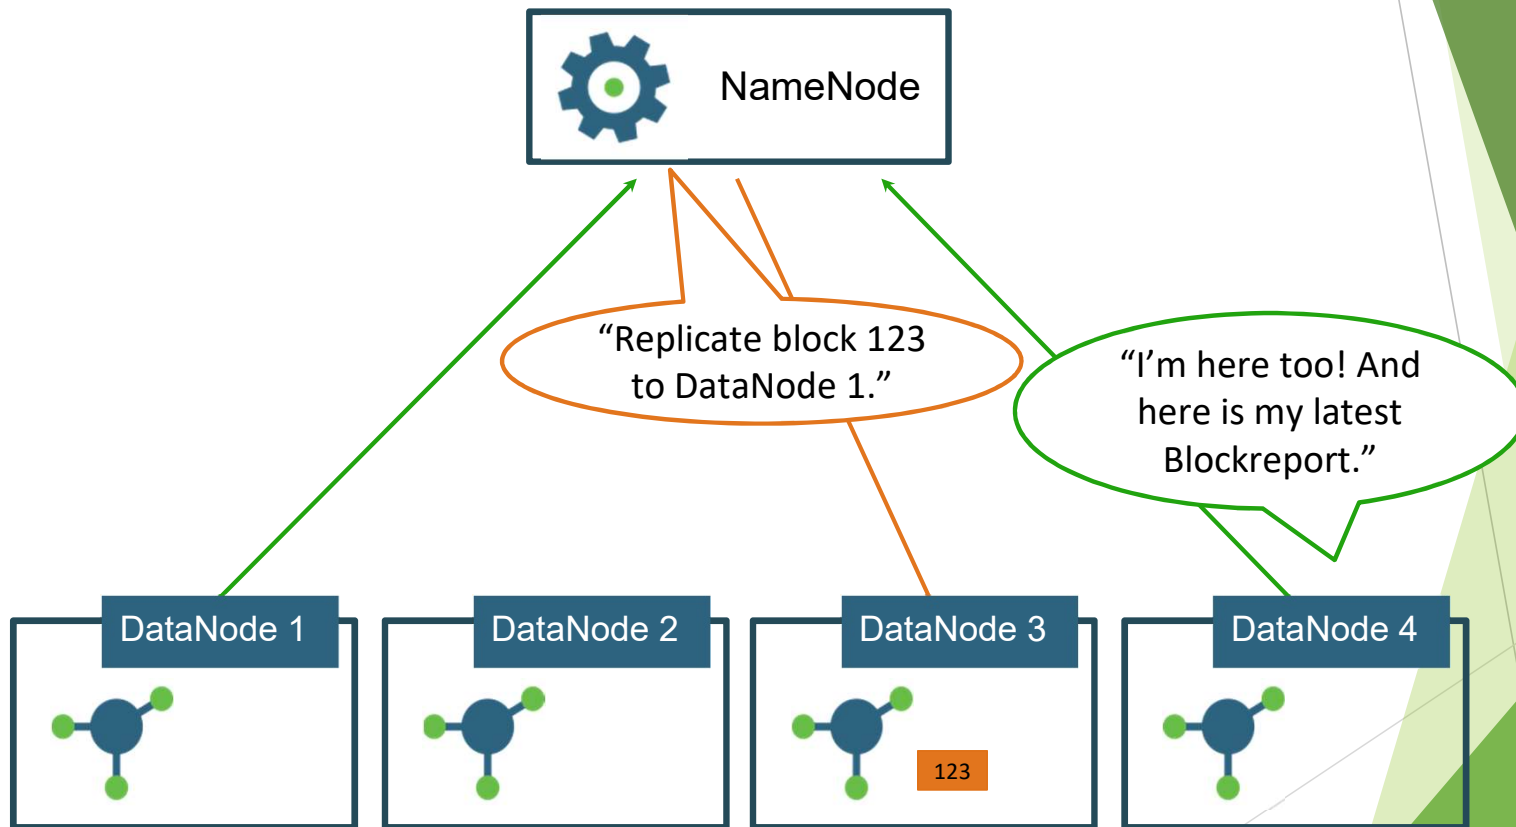 NameNode
“Replicate block 123
to DataNode 1.”
“I’m here too! And
here is my latest
Blockreport.”
DataNode 1
DataNode 2
DataNode 3
DataNode 4
123